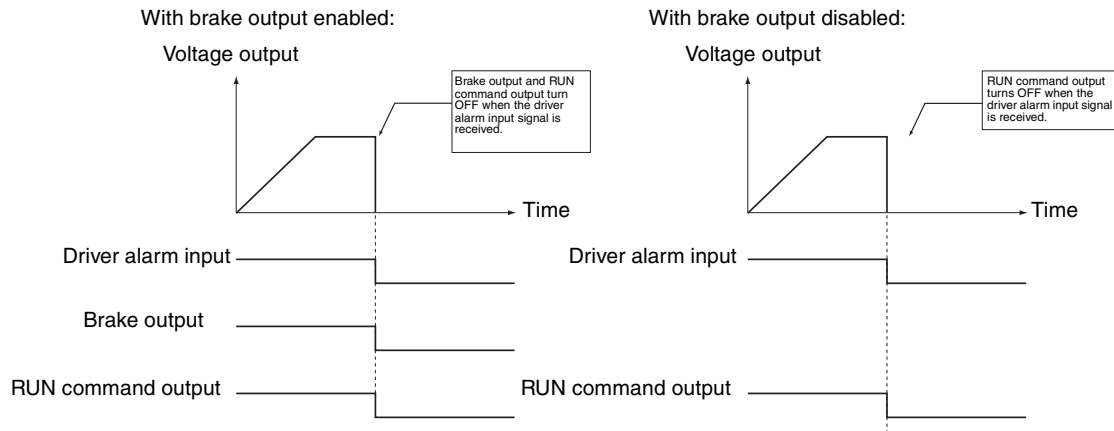 With brake output enabled:
Voltage output
Brake output and RUN
command output turn
OFF when the driver
alarm input signal is
received.
Time
Driver alarm input
Brake output
RUN command output
With brake output disabled:
Voltage output
RUN command output
turns OFF when the
driver alarm input signal
is received.
Time
Driver alarm input
RUN command output